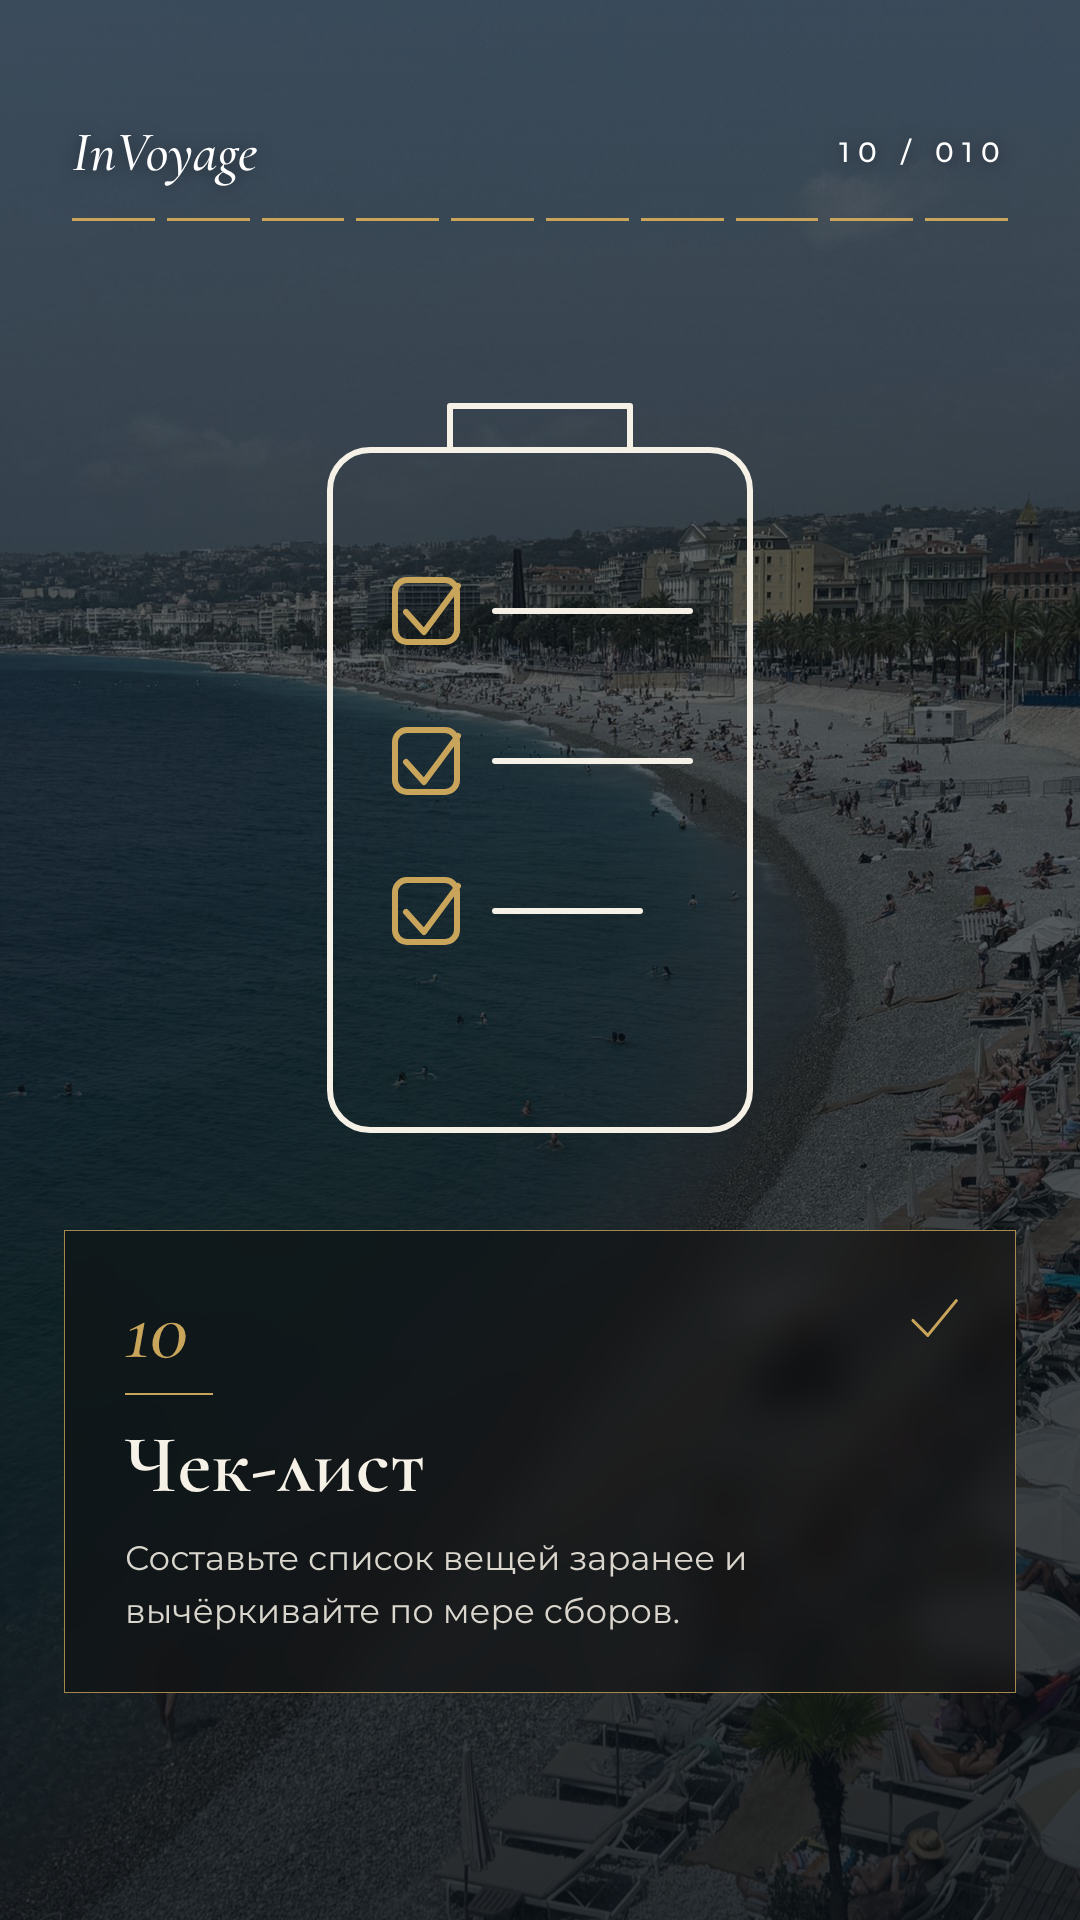 InVoyage
10 / 010
10
Чек-лист
Составьте список вещей заранее и
вычёркивайте по мере сборов.